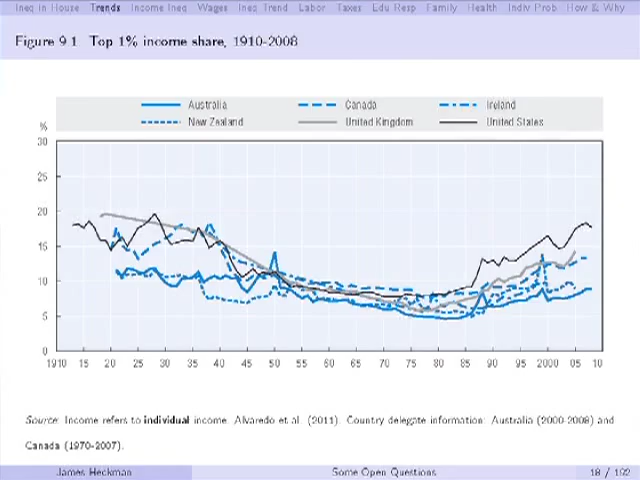 Ineq in House Trends Income Ineq Wages Ineq Trend Labor Taxes Edu Resp Family Health Indiv Prob How & Why
Figure 9.1 Top 1% income share, 1910-2008
Australia Canada Ireland
New Zealand United Kingdom United States
%
30
25
20
15
10
5
0
1910 15 20 25 30 35 40 45 50 55 60 65 70 75 80 85 90 95 2000 05 10
Source: Income refers to individual income. Alvaredo et al. (2011). Country delegate information: Australia (2000-2008) and
Canada (1970-2007).
James Heckman Some Open Questions 18 / 192